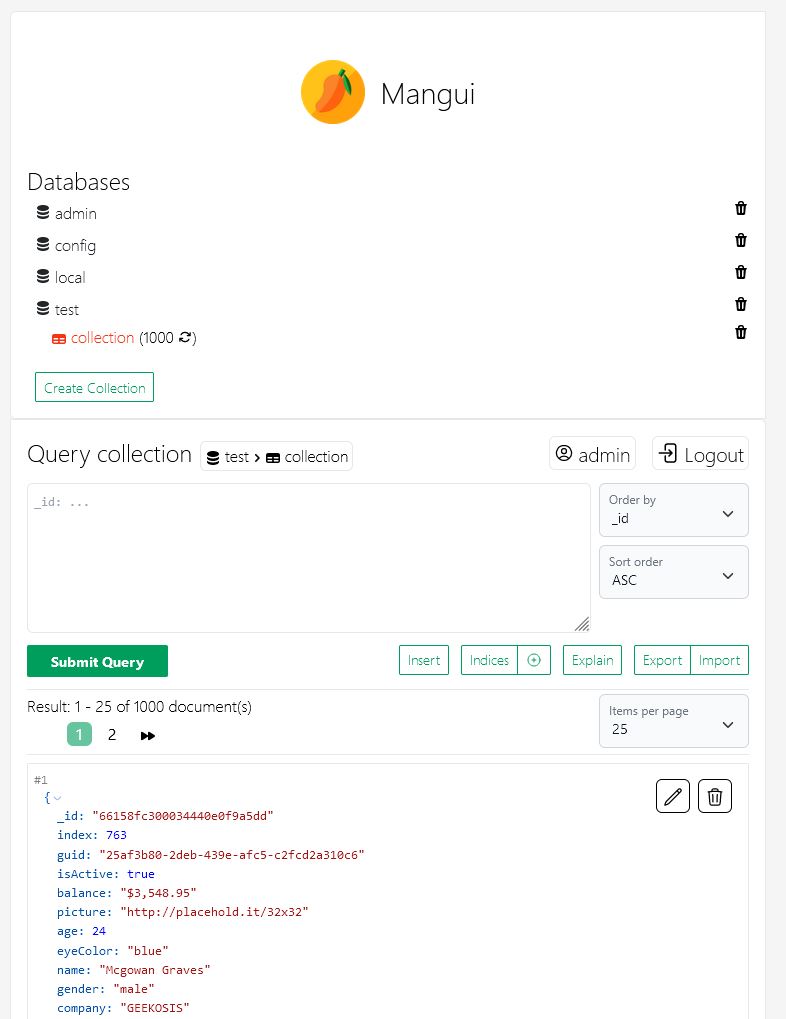 Mangui
Databases
admin
config
local
test
collection (1000 )
Create Collection
Query collection test › collection admin Logout
_id: ...
Order by
_id
Sort order
ASC
Submit Query Insert Indices Explain Export Import
Result: 1 - 25 of 1000 document(s)
Items per page
25
1 2
#1
{
_id: "66158fc300034440e0f9a5dd"
index: 763
guid: "25af3b80-2deb-439e-afc5-c2fcd2a310c6"
isActive: true
balance: "$3,548.95"
picture: "http://placehold.it/32x32"
age: 24
eyeColor: "blue"
name: "Mcgowan Graves"
gender: "male"
company: "GEEKOSIS"